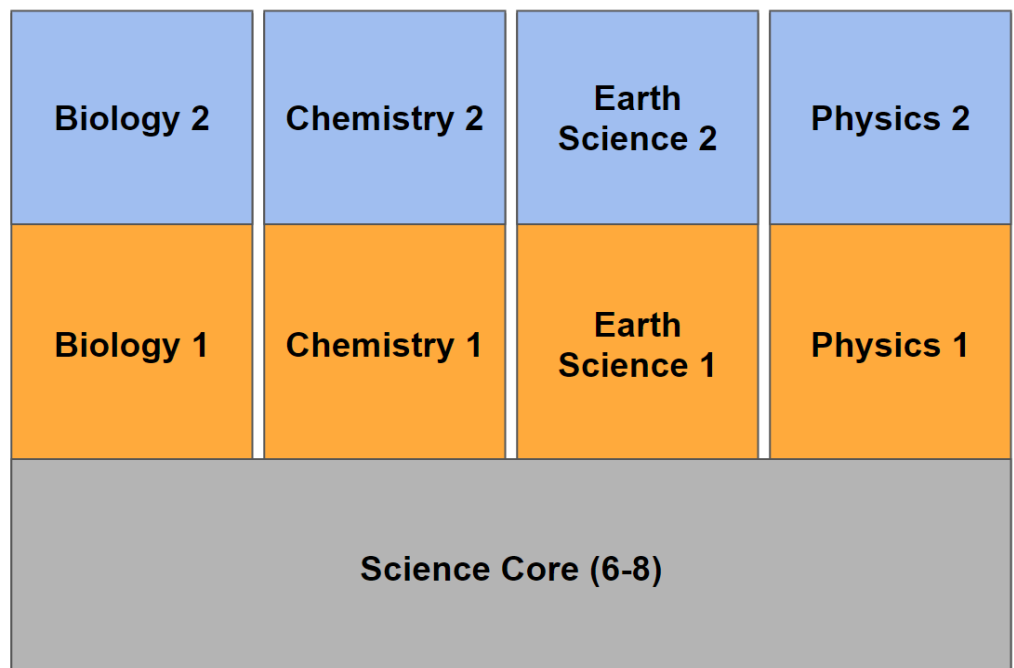 Biology 2
Chemistry 2
Earth
Science 2
Physics 2
Biology 1
Chemistry 1
Earth
Science 1
Physics 1
Science Core (6-8)